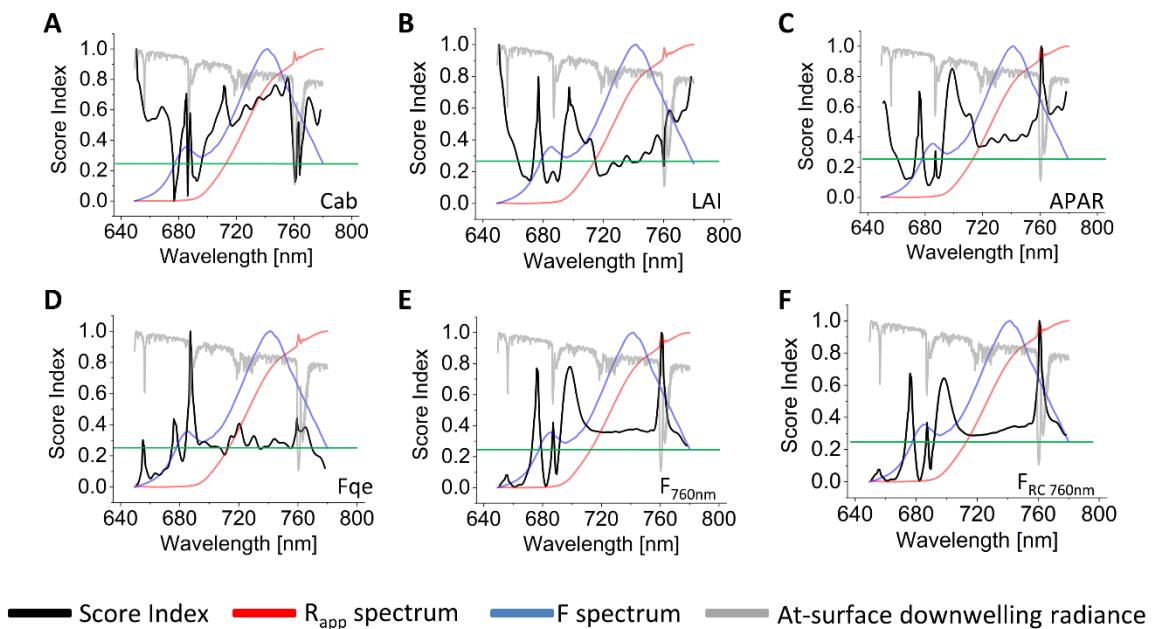 A
Score Index
1.0
0.8
0.6
0.4
0.2
0.0
Cab
640 680 720 760 800
Wavelength [nm]
B
Score Index
1.0
0.8
0.6
0.4
0.2
0.0
LAI
640 680 720 760 800
Wavelength [nm]
C
Score Index
1.0
0.8
0.6
0.4
0.2
0.0
APAR
640 680 720 760 800
Wavelength [nm]
D
Score Index
1.0
0.8
0.6
0.4
0.2
0.0
Fqe
640 680 720 760 800
Wavelength [nm]
E
Score Index
1.0
0.8
0.6
0.4
0.2
0.0
F760nm
640 680 720 760 800
Wavelength [nm]
F
Score Index
1.0
0.8
0.6
0.4
0.2
0.0
FRC 760nm
640 680 720 760 800
Wavelength [nm]
Score Index Rapp spectrum F spectrum At-surface downwelling radiance